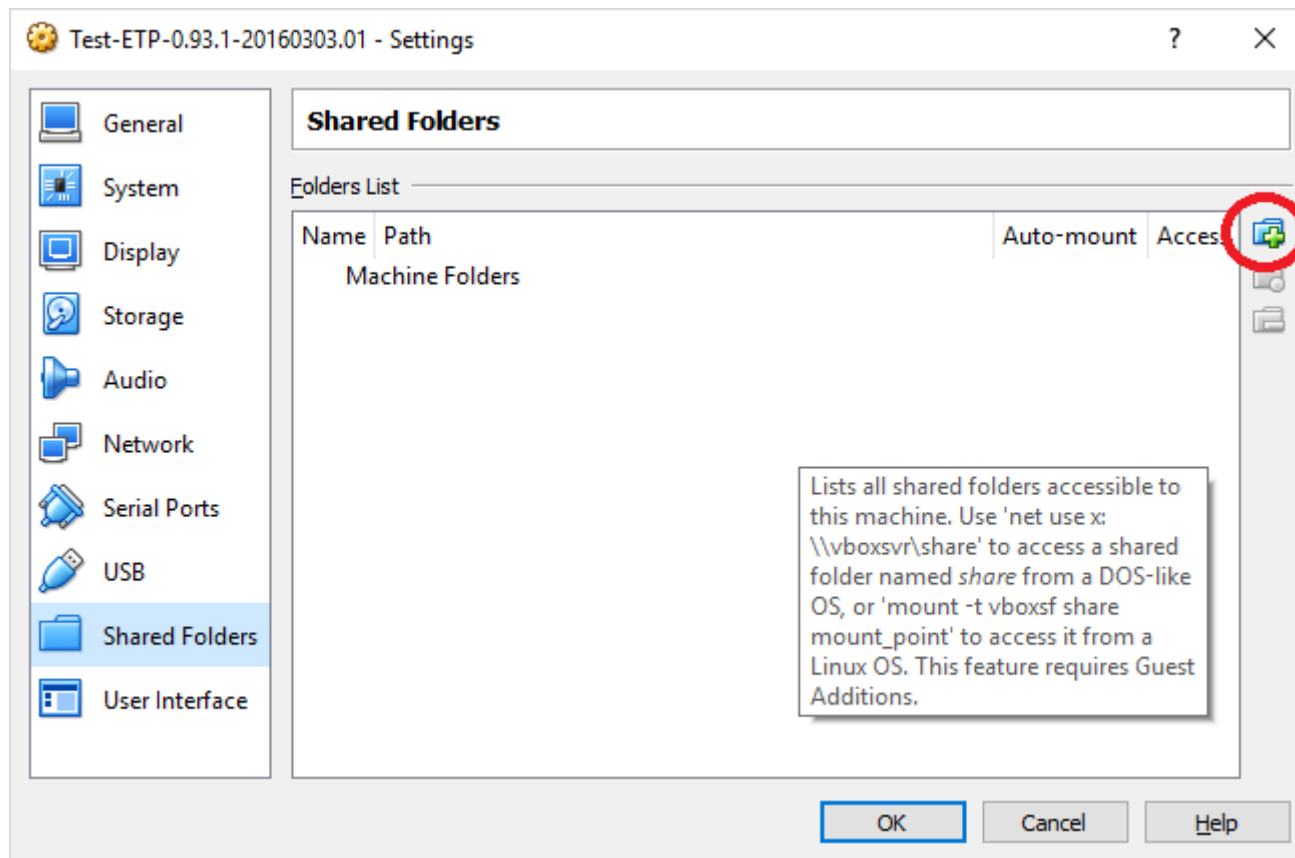 Test-ETP-0.93.1-20160303.01 - Settings
?
General
System
Display
Storage
Audio
Network
Serial Ports
USB
Shared Folders
User Interface
Shared Folders
Folders List
Name Path Auto-mount Acces
Machine Folders
Lists all shared folders accessible to
this machine. Use 'net use x:
\\vboxsvr\share' to access a shared
folder named share from a DOS-like
OS, or 'mount -t vboxsf share
mount_point' to access it from a
Linux OS. This feature requires Guest
Additions.
OK Cancel Help